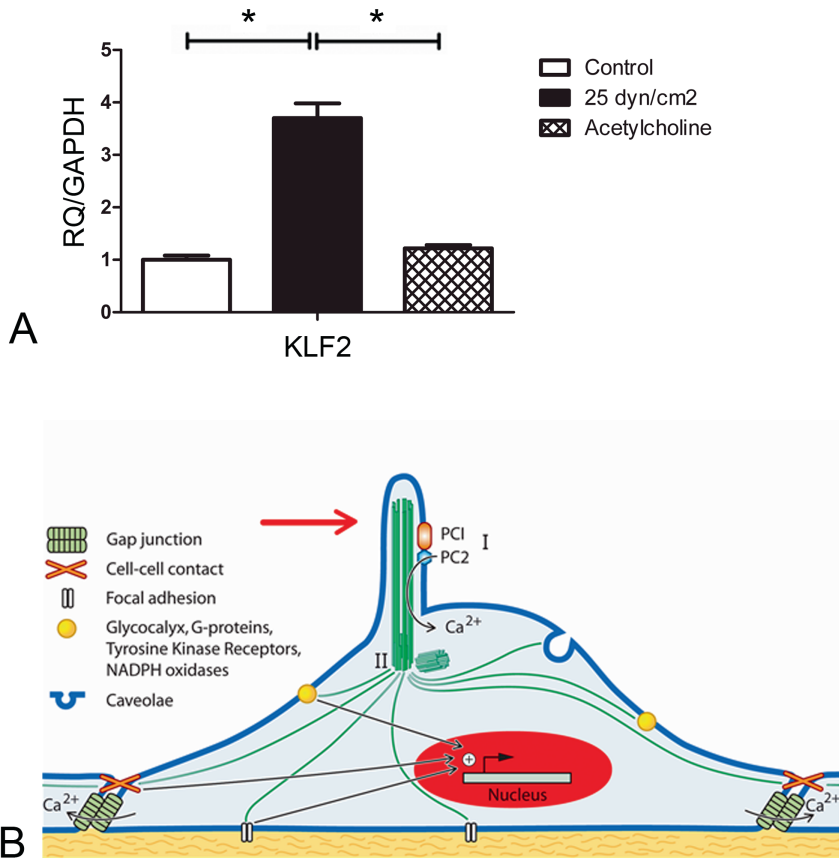 * *
5
4
3
2
1
0
RQ/GAPDH
KLF2
Control
25 dyn/cm2
Acetylcholine
A
Gap junction
Cell-cell contact
Focal adhesion
Glycocalyx, G-proteins,
Tyrosine Kinase Receptors,
NADPH oxidases
Caveolae
PCI
I
PC2
Ca2+
II
+
Nucleus
Ca2+
Ca2+
B